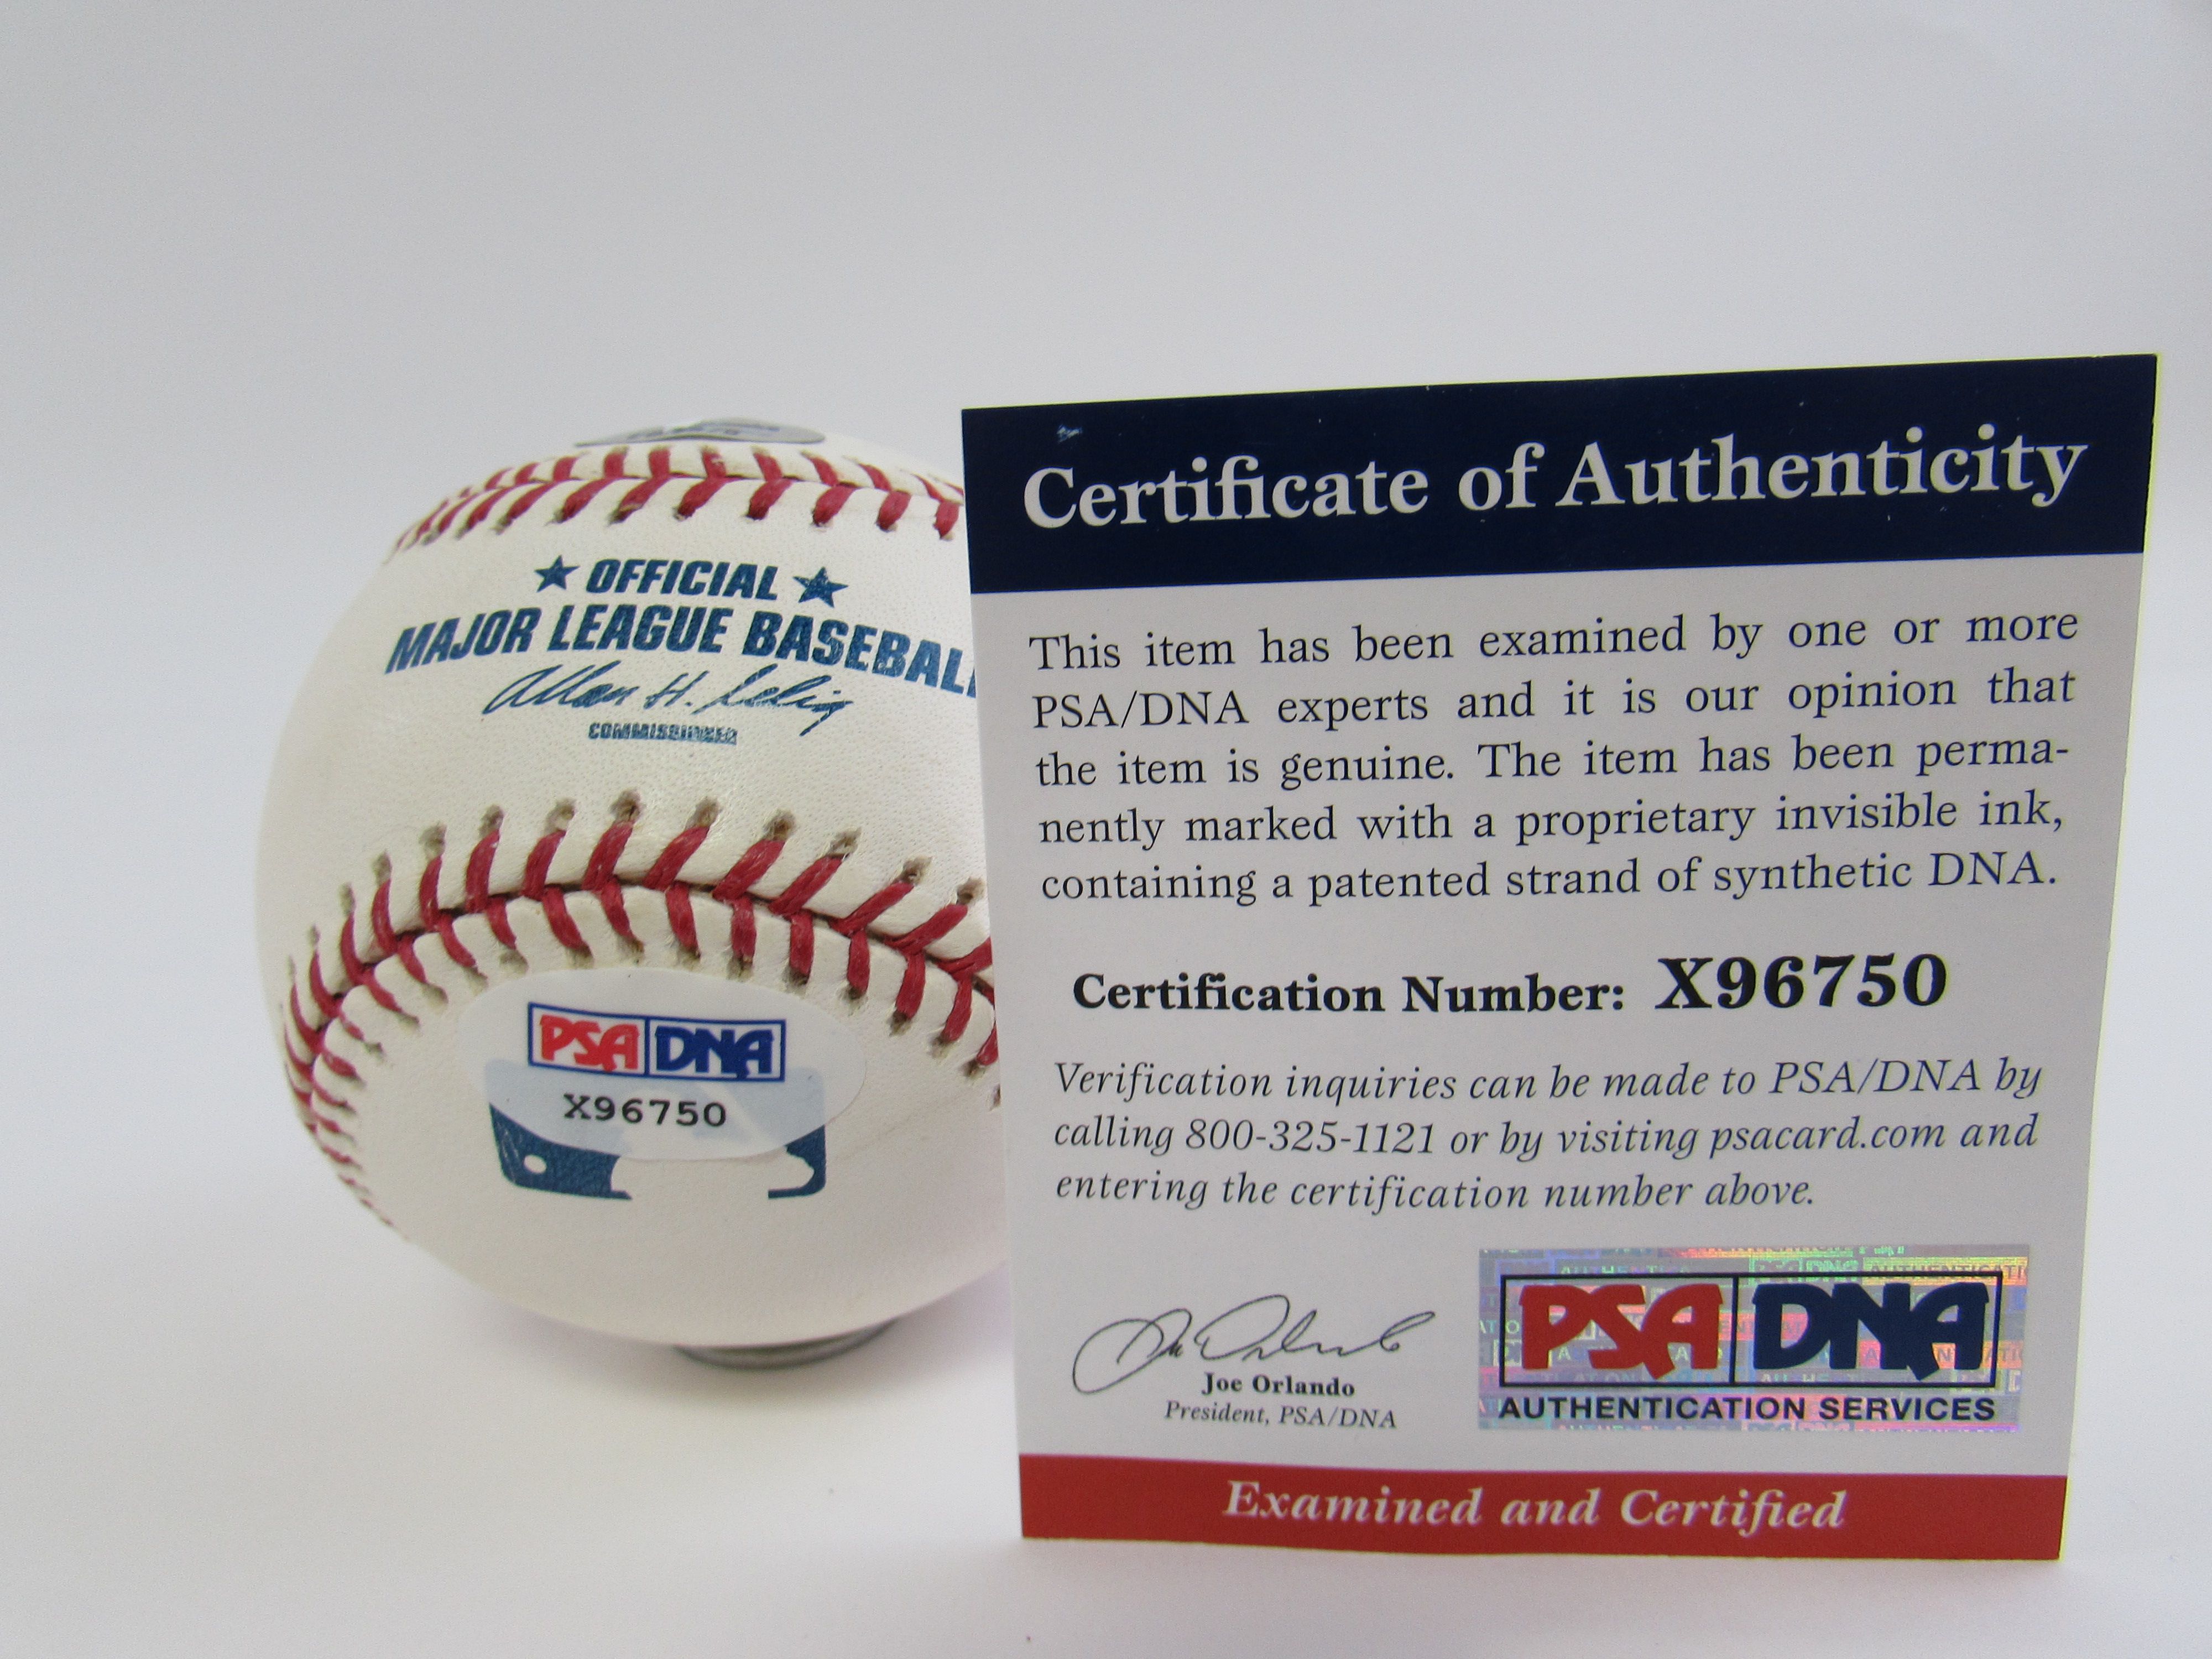 OFFICIAL
MAJOR LEAGUE BASEBALL
Allan H. Selig
COMMISSIONER
PSA DNA
X96750
Certificate of Authenticity
This item has been examined by one or more
PSA/DNA experts and it is our opinion that
the item is genuine. The item has been perma-
nently marked with a proprietary invisible ink,
containing a patented strand of synthetic DNA.
Certification Number: X96750
Verification inquiries can be made to PSA/DNA by
calling 800-325-1121 or by visiting psacard.com and
entering the certification number above.
Joe Orlando
President, PSA/DNA
PSA DNA
AUTHENTICATION SERVICES
Examined and Certified